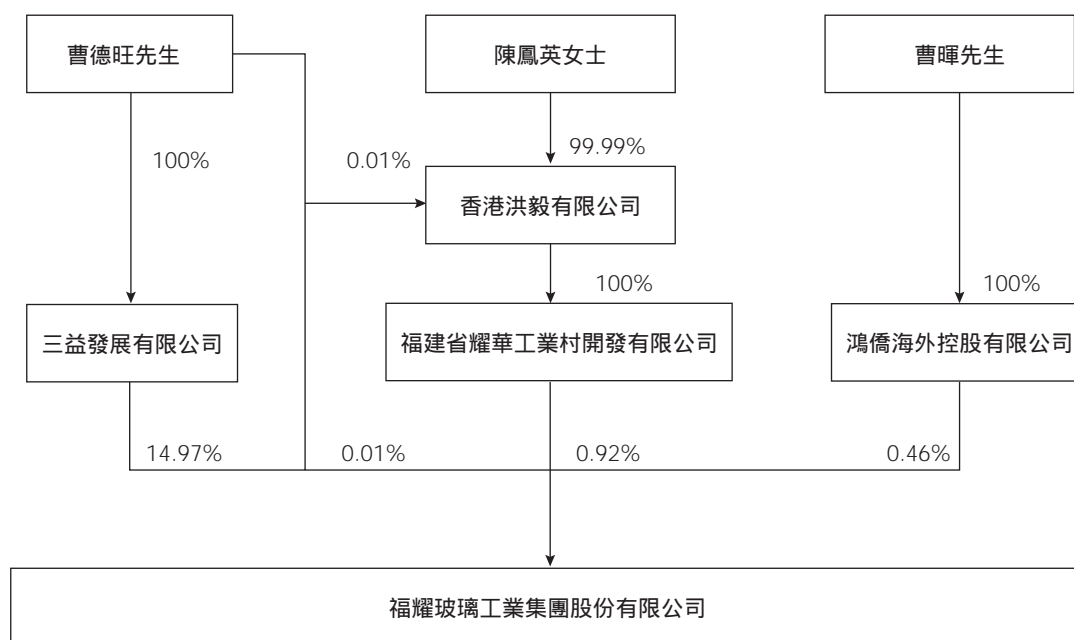 曹德旺先生
陳鳳英女士
曹暉先生
100%
0.01%
99.99%
香港洪毅有限公司
100%
100%
三益發展有限公司
福建省耀華工業村開發有限公司
鴻僑海外控股有限公司
14.97%
0.01%
0.92%
0.46%
福耀玻璃工業集團股份有限公司